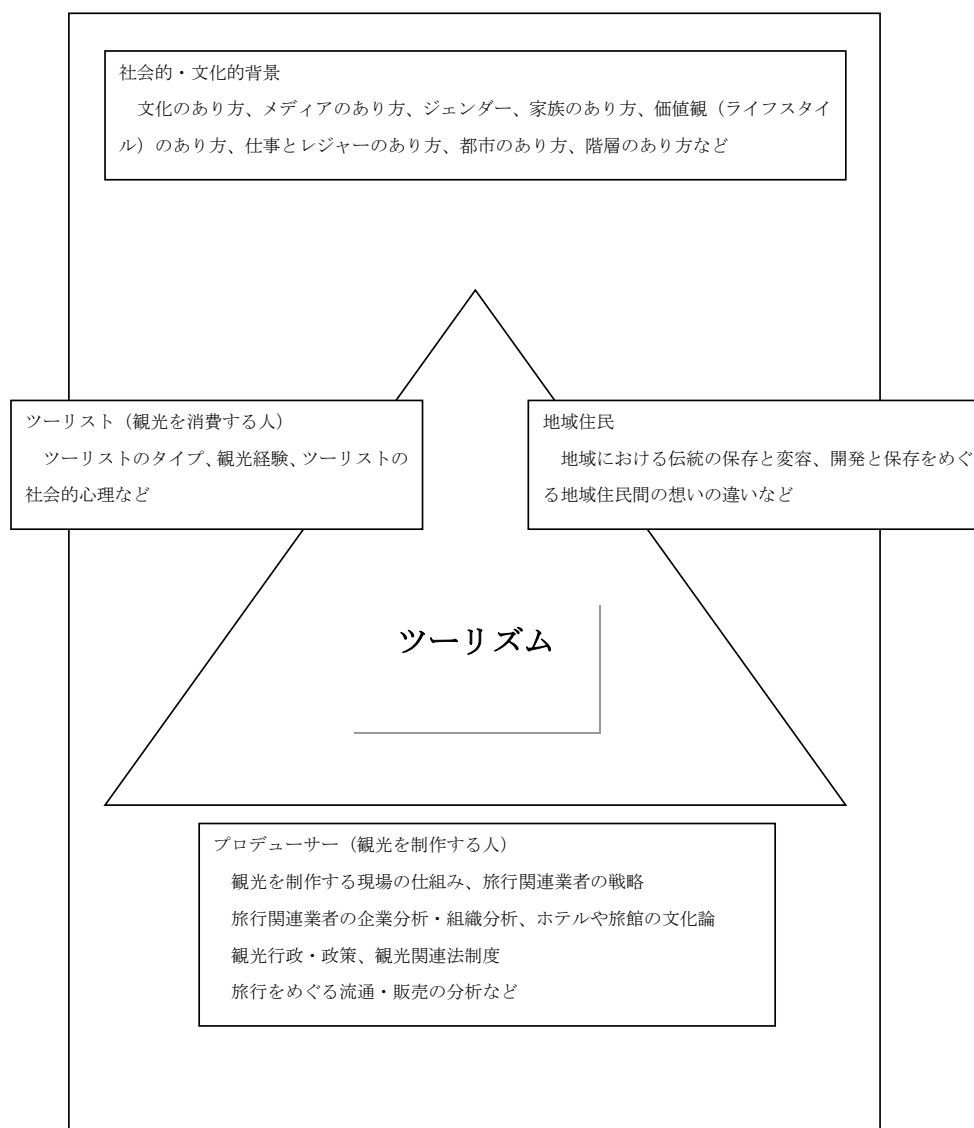 社会的・文化的背景
文化のあり方、メディアのあり方、ジェンダー、家族のあり方、価値観（ライフスタイ
ル）のあり方、仕事とレジャーのあり方、都市のあり方、階層のあり方など
ツーリスト（観光を消費する人）
ツーリストのタイプ、観光経験、ツーリストの
社会的心理など
地域住民
地域における伝統の保存と変容、開発と保存をめぐ
る地域住民間の想いの違いなど
ツーリズム
プロデューサー（観光を制作する人）
観光を制作する現場の仕組み、旅行関連業者の戦略
旅行関連業者の企業分析・組織分析、ホテルや旅館の文化論
観光行政・政策、観光関連法制度
旅行をめぐる流通・販売の分析など